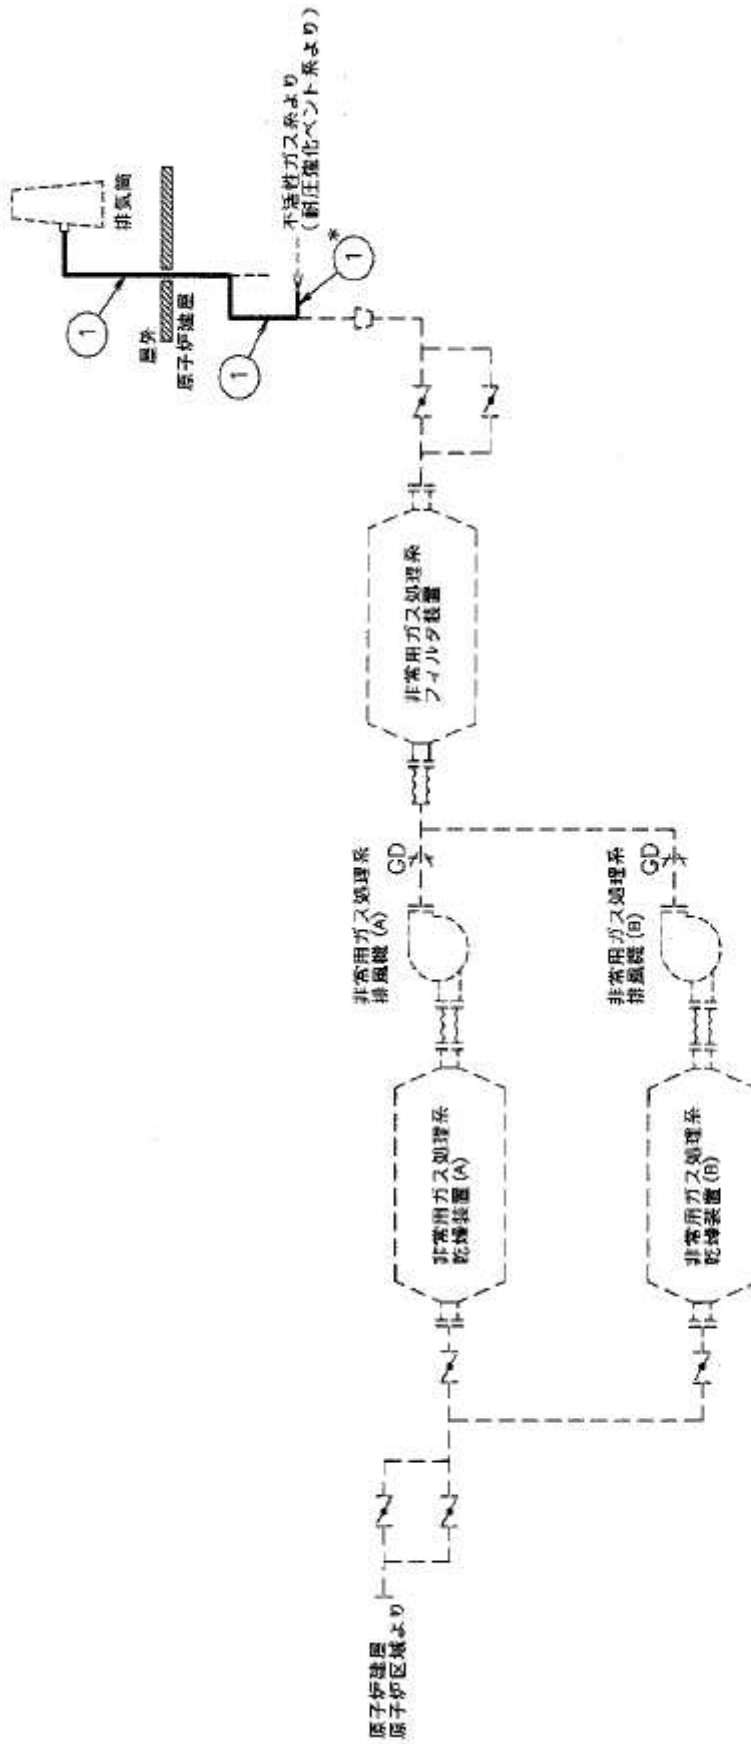 原子炉建屋
原子炉区域より
非常用ガス処理系
乾燥装置(A)
非常用ガス処理系
乾燥装置(B)
非常用ガス処理系
排風機(A)
GD
非常用ガス処理系
排風機(B)
GD
非常用ガス処理系
フィルタ装置
1
屋外
原子炉建屋
1
1
*
不活性ガス系より
(耐圧強化ベント系より)
排気筒